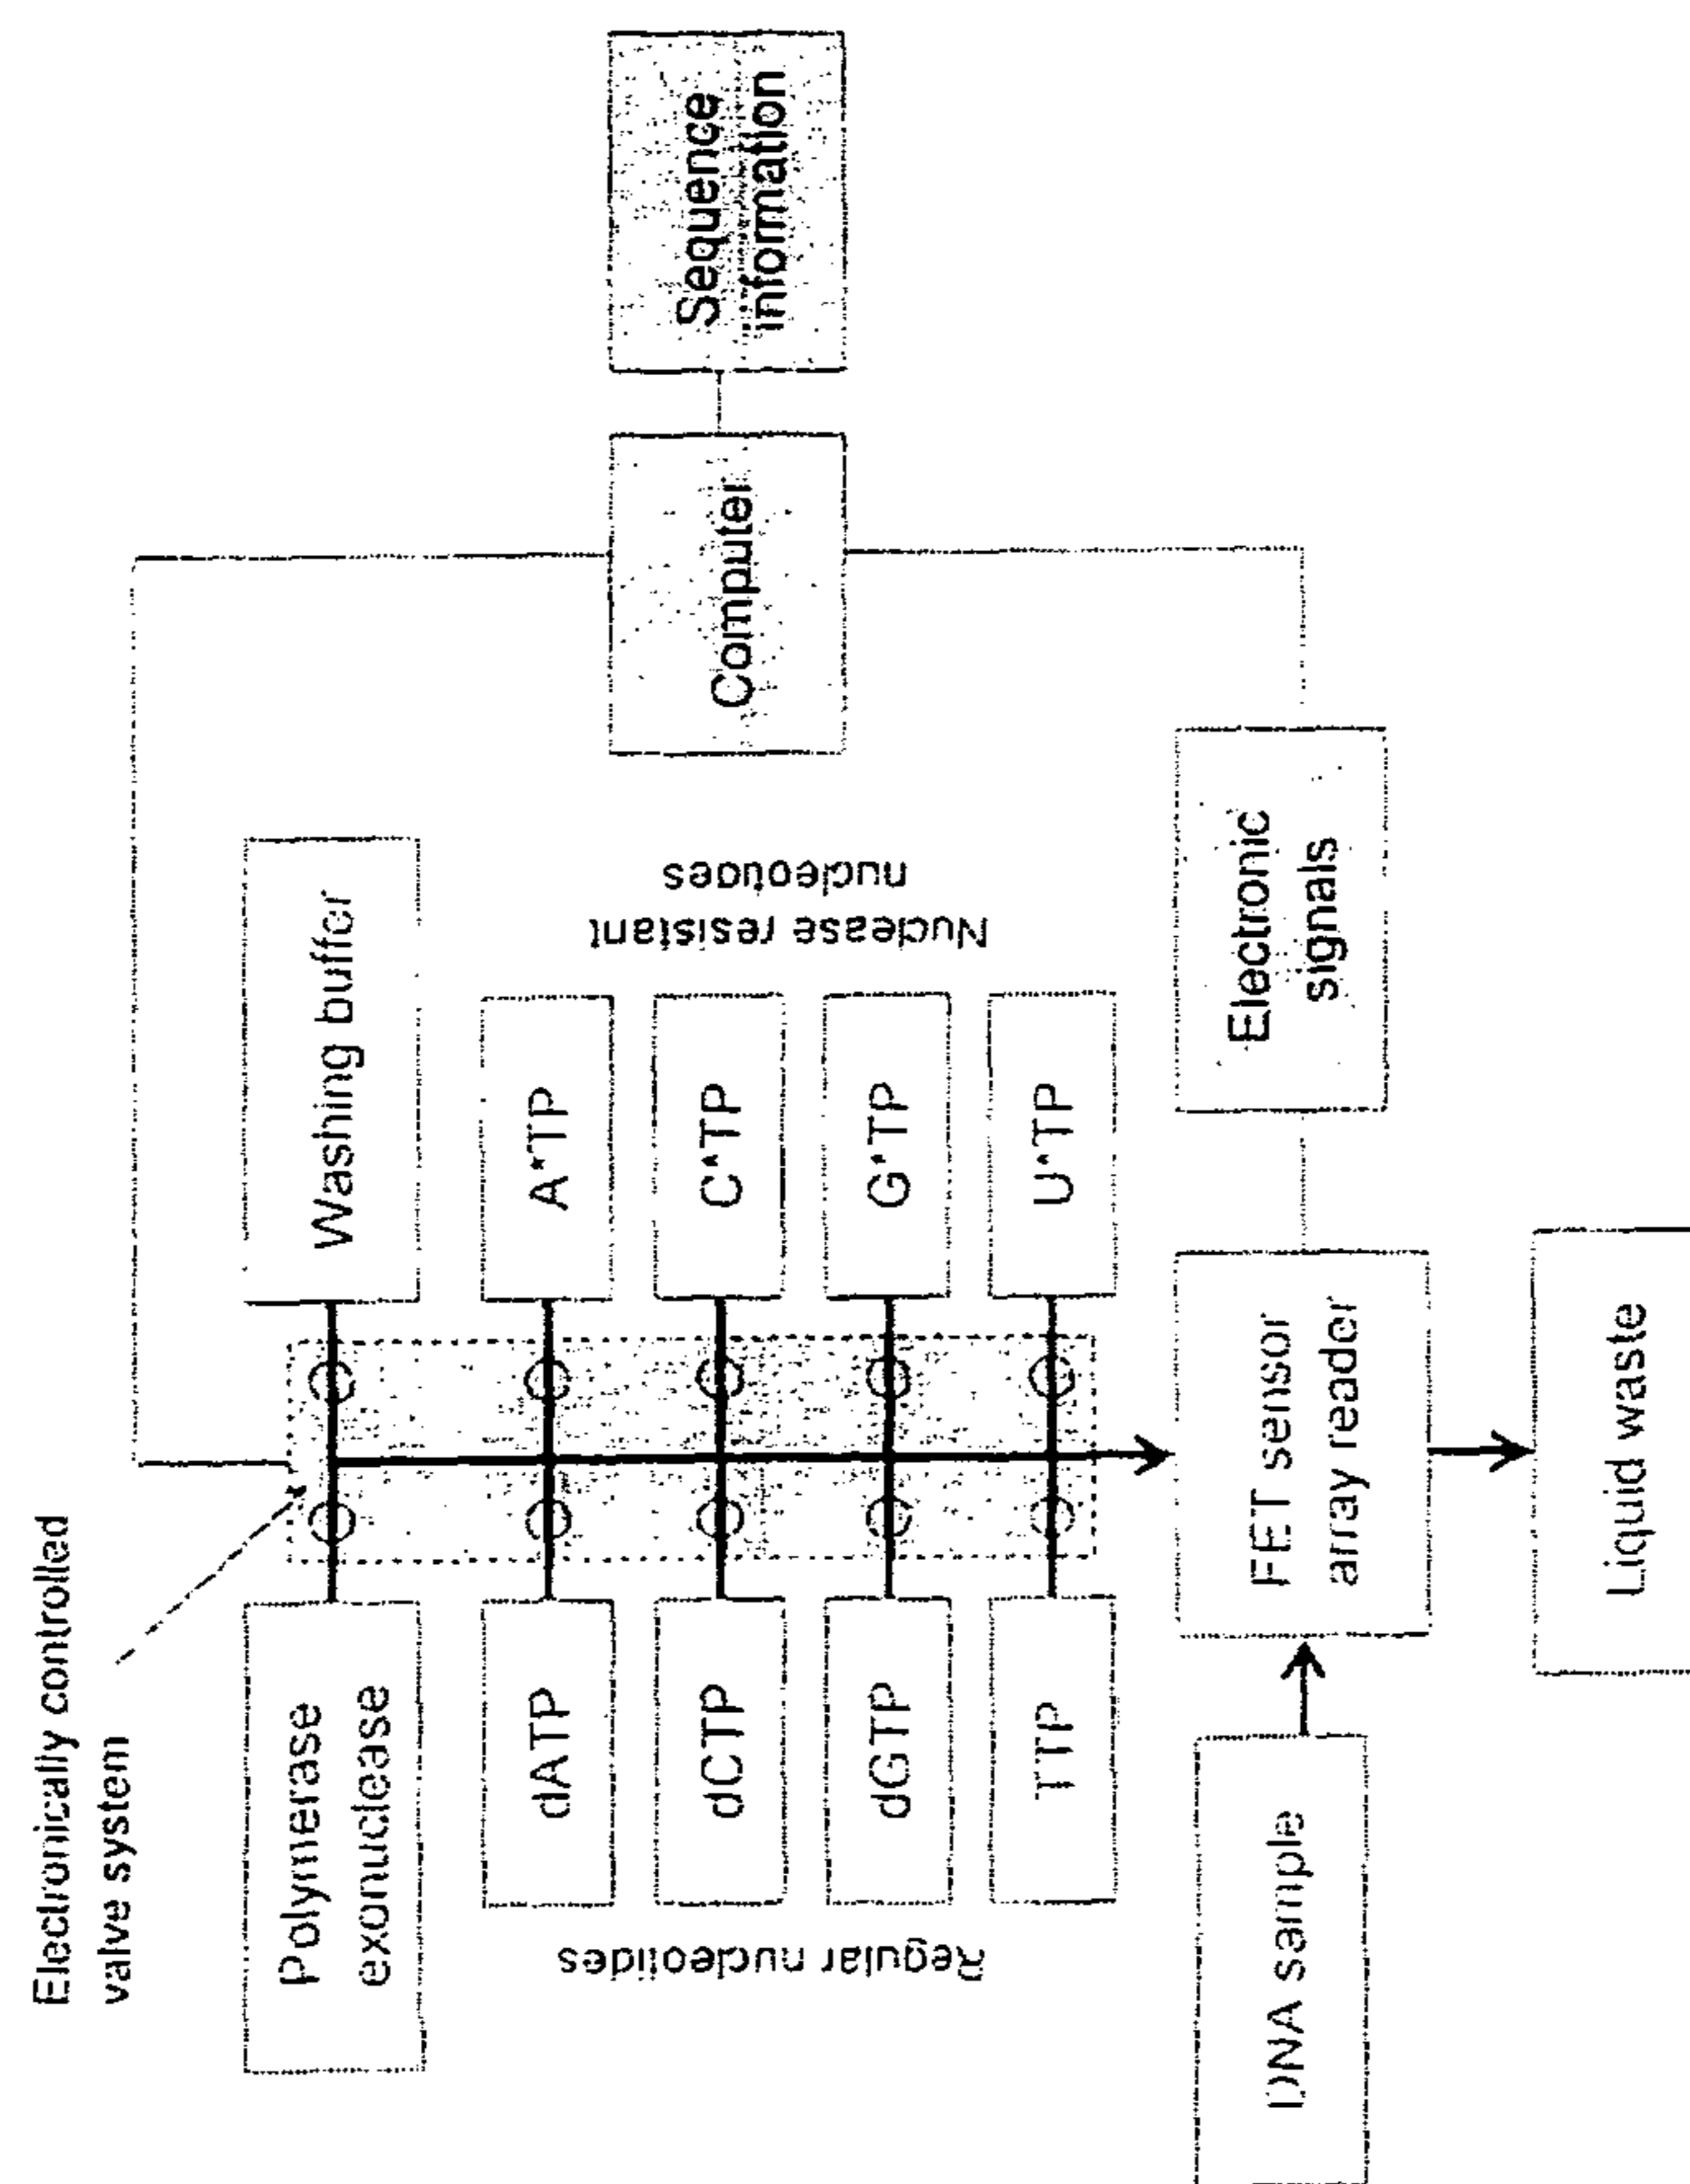 Electronically controlled
valve system
Polymerase
exonuclease
Washing buffer
dATP
A*TP
dCTP
C*TP
dGTP
G*TP
TTP
U*TP
Regular nucleotides
Nuclease resistant
nucleotides
DNA sample
FET sensor
array reader
Electronic
signals
Computer
Sequence
information
Liquid waste